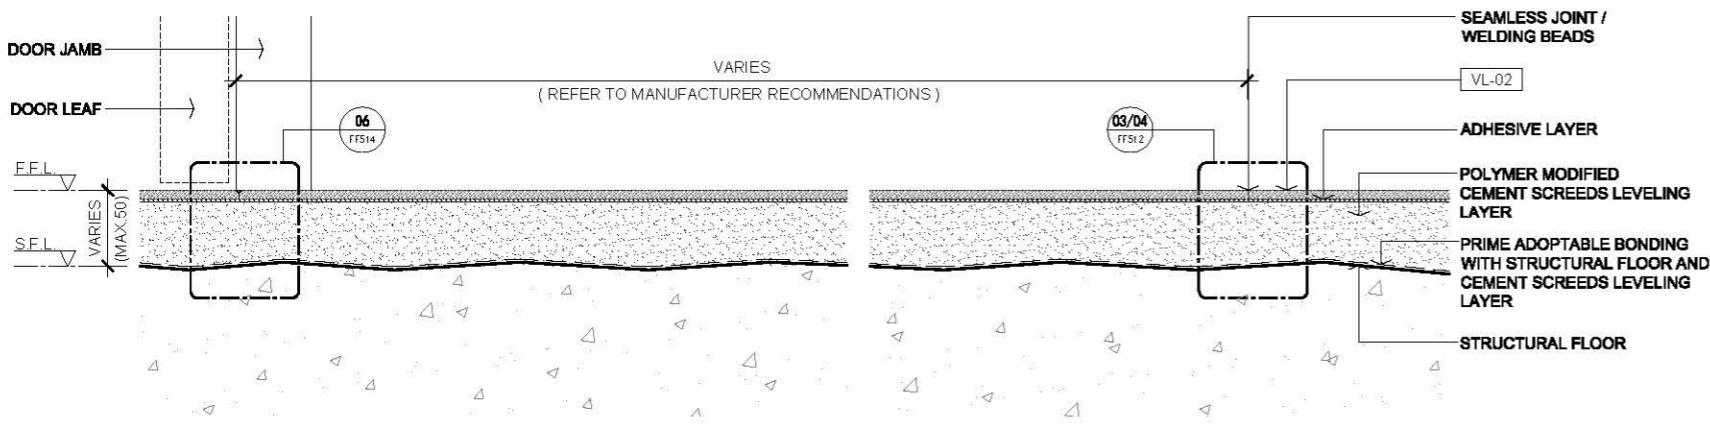 DOOR JAMB
DOOR LEAF
F.F.L.
S.F.L.
VARIES
(MAX.50)
VARIES
( REFER TO MANUFACTURER RECOMMENDATIONS )
06
FF514
03/04
FF512
SEAMLESS JOINT /
WELDING BEADS
VL-02
ADHESIVE LAYER
POLYMER MODIFIED
CEMENT SCREEDS LEVELING
LAYER
PRIME ADOPTABLE BONDING
WITH STRUCTURAL FLOOR AND
CEMENT SCREEDS LEVELING
LAYER
STRUCTURAL FLOOR